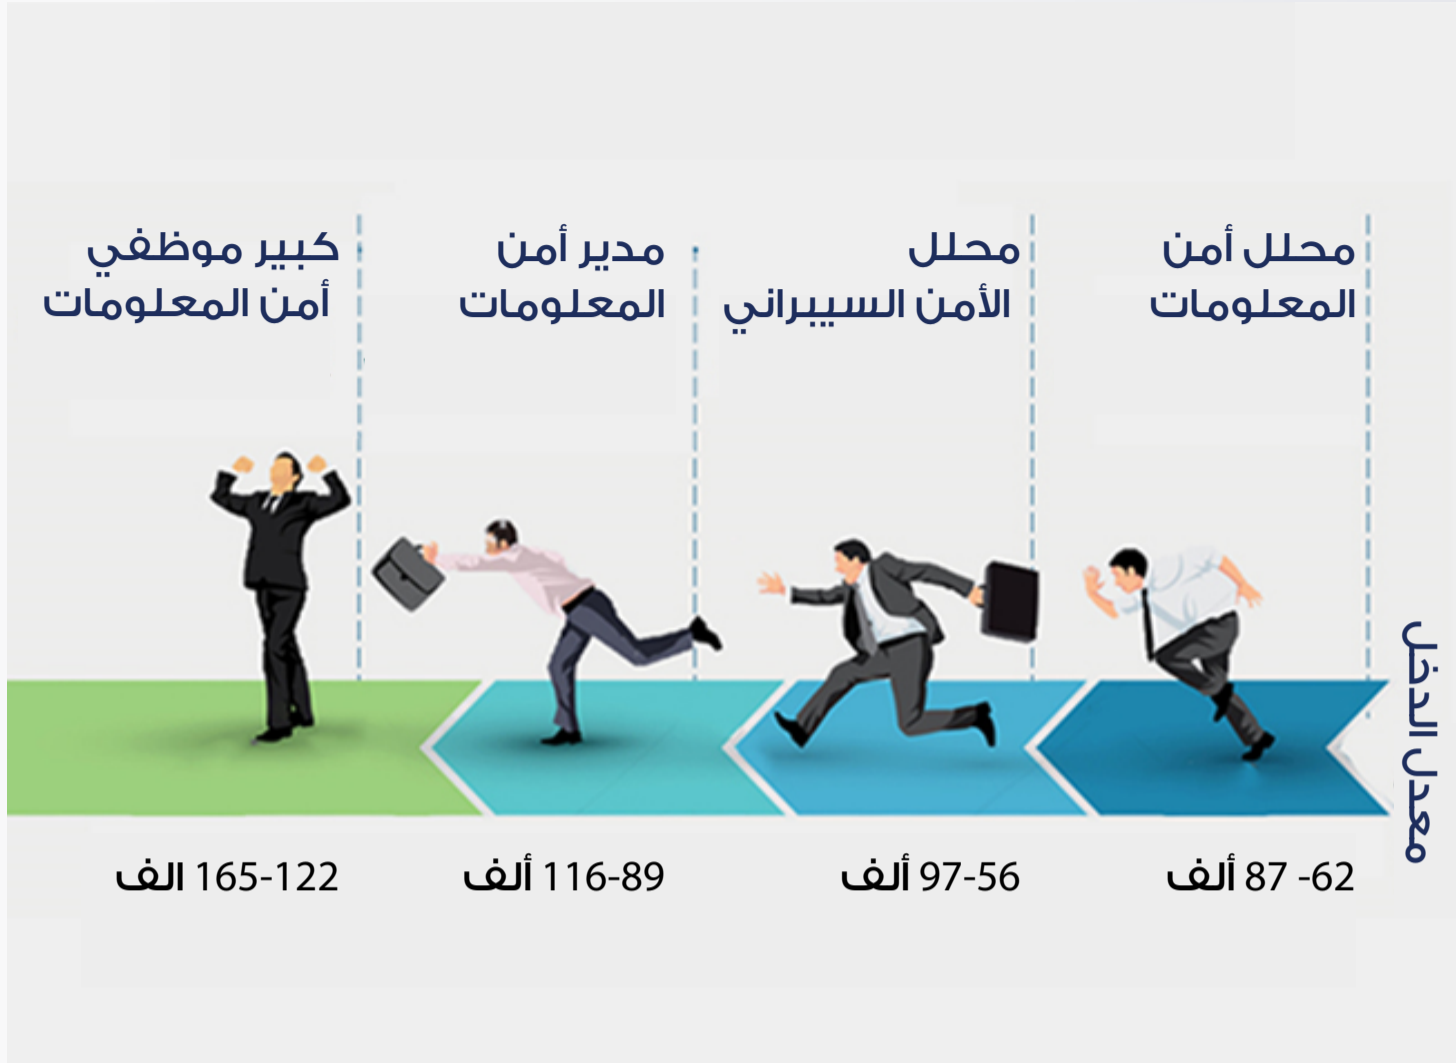 محلل أمن
المعلومات
محلل
الأمن السيبراني
مدير أمن
المعلومات
كبير موظفي
أمن المعلومات
معدل الدخل
62- 87 ألف
56-97 ألف
89-116 ألف
122-165 الف